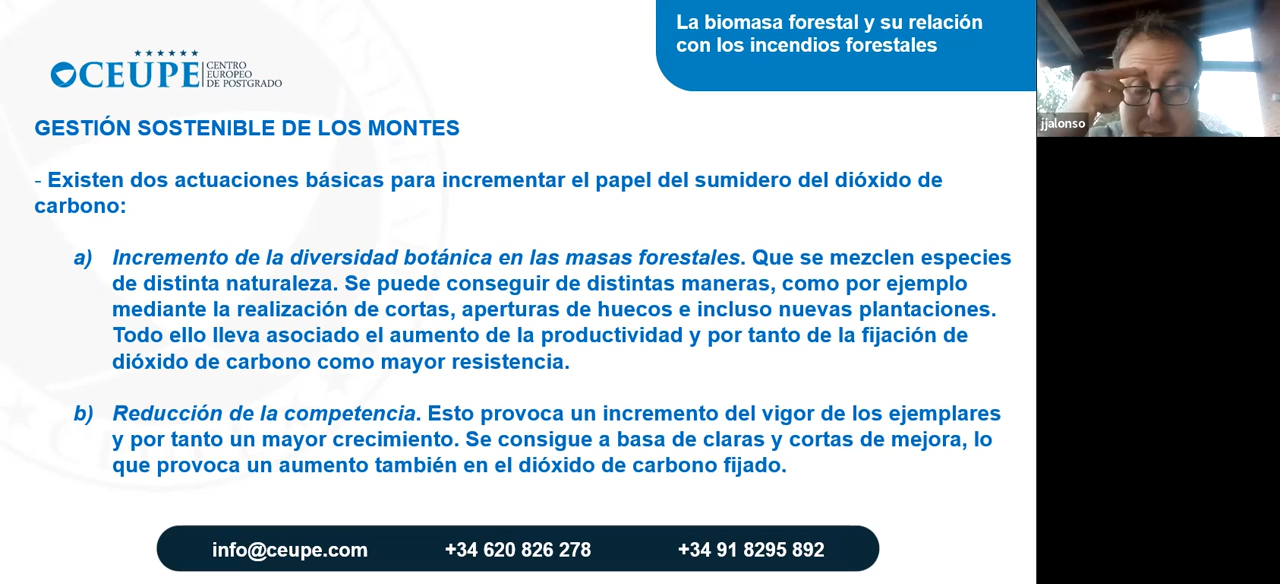 La biomasa forestal y su relación
con los incendios forestales
CEUPE
CENTRO
EUROPEO
DE POSTGRADO
jjalonso
GESTIÓN SOSTENIBLE DE LOS MONTES
- Existen dos actuaciones básicas para incrementar el papel del sumidero del dióxido de
carbono:
a) Incremento de la diversidad botánica en las masas forestales. Que se mezclen especies
de distinta naturaleza. Se puede conseguir de distintas maneras, como por ejemplo
mediante la realización de cortas, aperturas de huecos e incluso nuevas plantaciones.
Todo ello lleva asociado el aumento de la productividad y por tanto de la fijación de
dióxido de carbono como mayor resistencia.
b) Reducción de la competencia. Esto provoca un incremento del vigor de los ejemplares
y por tanto un mayor crecimiento. Se consigue a basa de claras y cortas de mejora, lo
que provoca un aumento también en el dióxido de carbono fijado.
info@ceupe.com +34 620 826 278 +34 91 8295 892